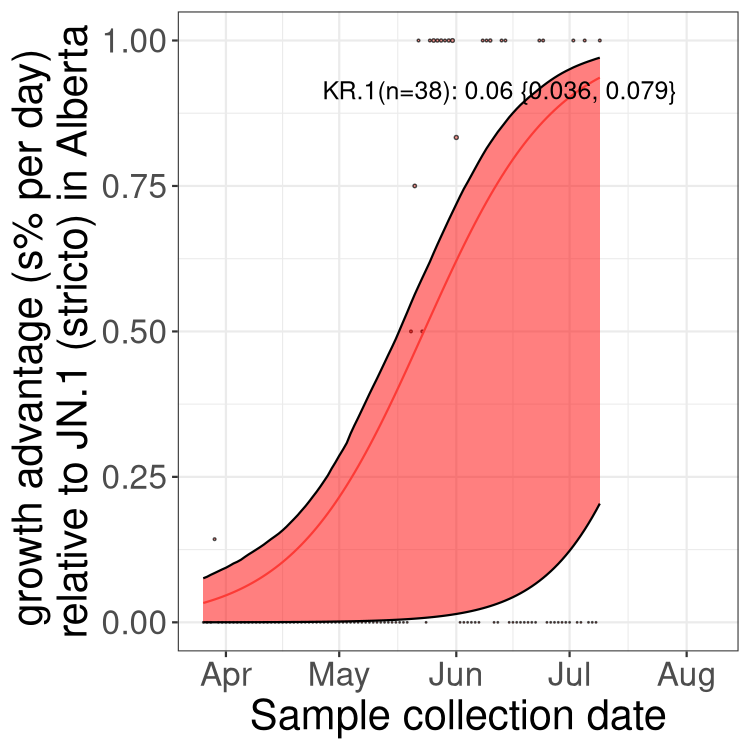 growth advantage (s% per day)
relative to JN.1 (stricto) in Alberta
1.00
0.75
0.50
0.25
0.00
KR.1(n=38): 0.06 {0.036, 0.079}
Apr May Jun Jul Aug
Sample collection date